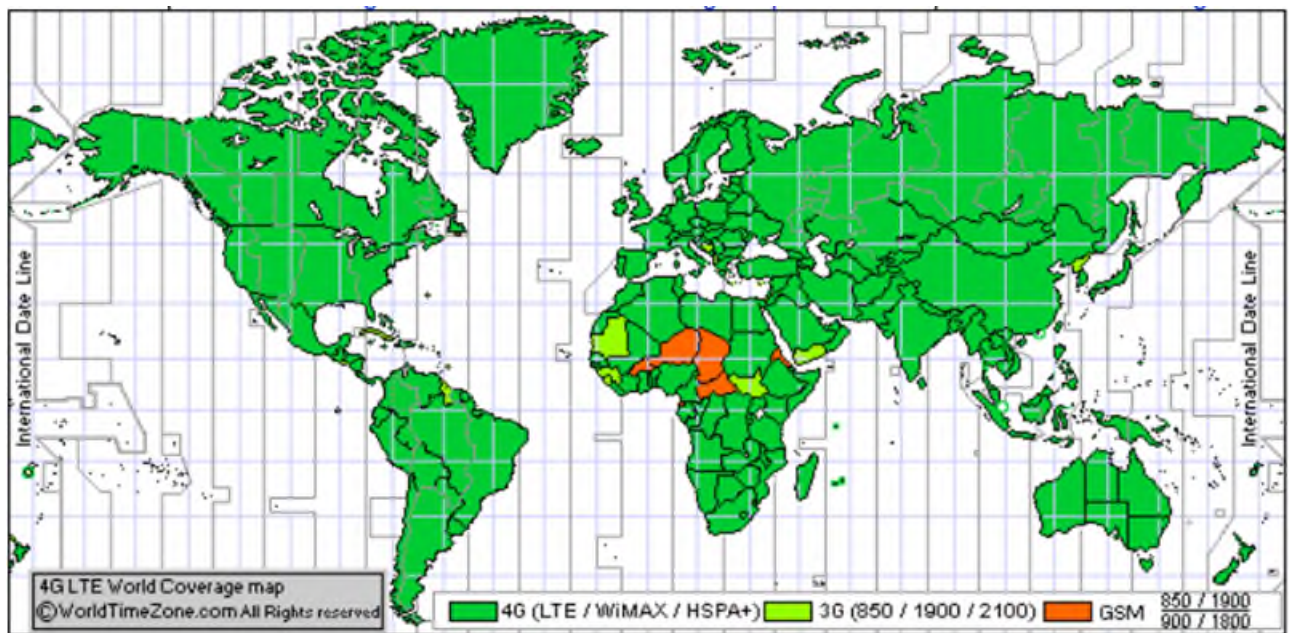 International Date Line
International Date Line
4G LTE World Coverage map
©WorldTimeZone.com All Rights reserved
4G (LTE / WiMAX / HSPA+) 3G (850 / 1900 / 2100) GSM 850 / 1900
900 / 1800